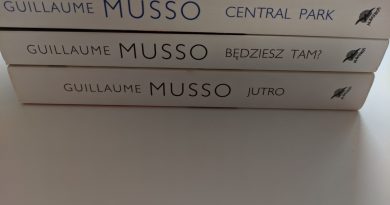 GUILLAUME MUSSO CENTRAL PARK
GUILLAUME MUSSO BĘDZIESZ TAM?
GUILLAUME MUSSO JUTRO